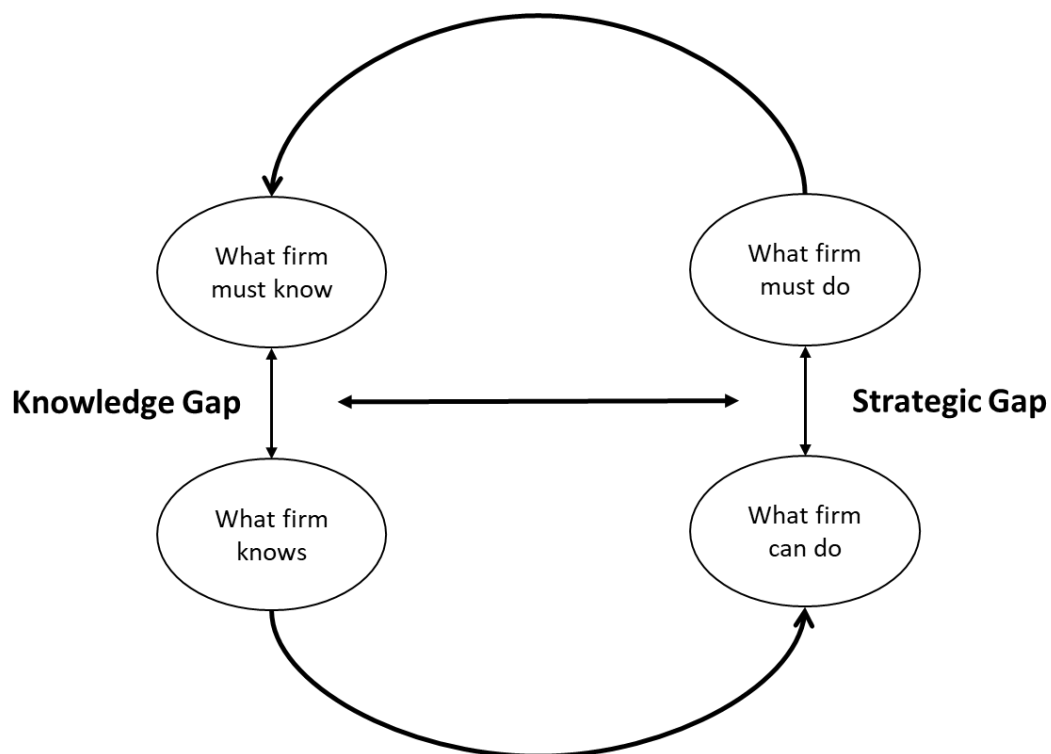 What firm
must know
What firm
must do
Knowledge Gap
Strategic Gap
What firm
knows
What firm
can do